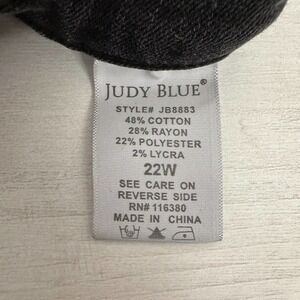 JUDY BLUE®
STYLE# JB8683
48% COTTON
28% RAYON
22% POLYESTER
2% LYCRA
22W
SEE CARE ON
REVERSE SIDE
RN# 116380
MADE IN CHINA